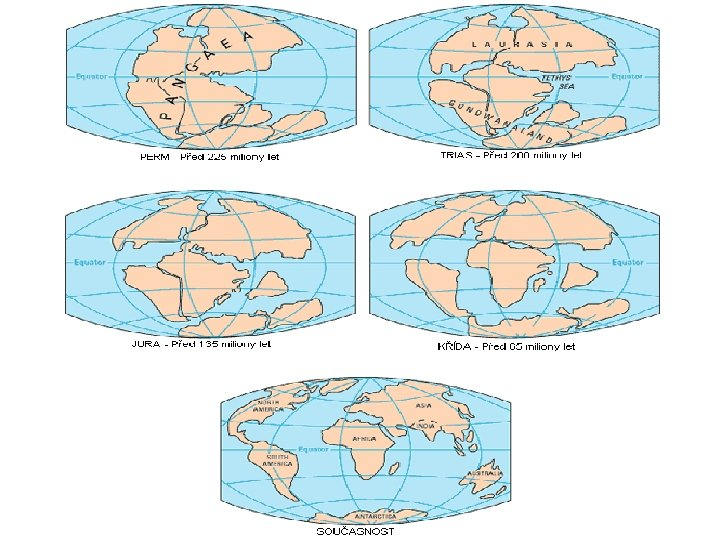 PANGAEA
Equator
PERM - Před 225 miliony let
LAURASIA
TETHYS
SEA
Equator
GUNDWANALAND
TRIAS - Před 200 miliony let
Equator
JURA - Před 135 miliony let
Equator
KŘÍDA - Před 65 miliony let
NORTH
AMERICA
ASIA
INDIA
AFRICA
Equator
SOUTH
AMERICA
AUSTRALIA
ANTARCTICA
SOUČASNOST